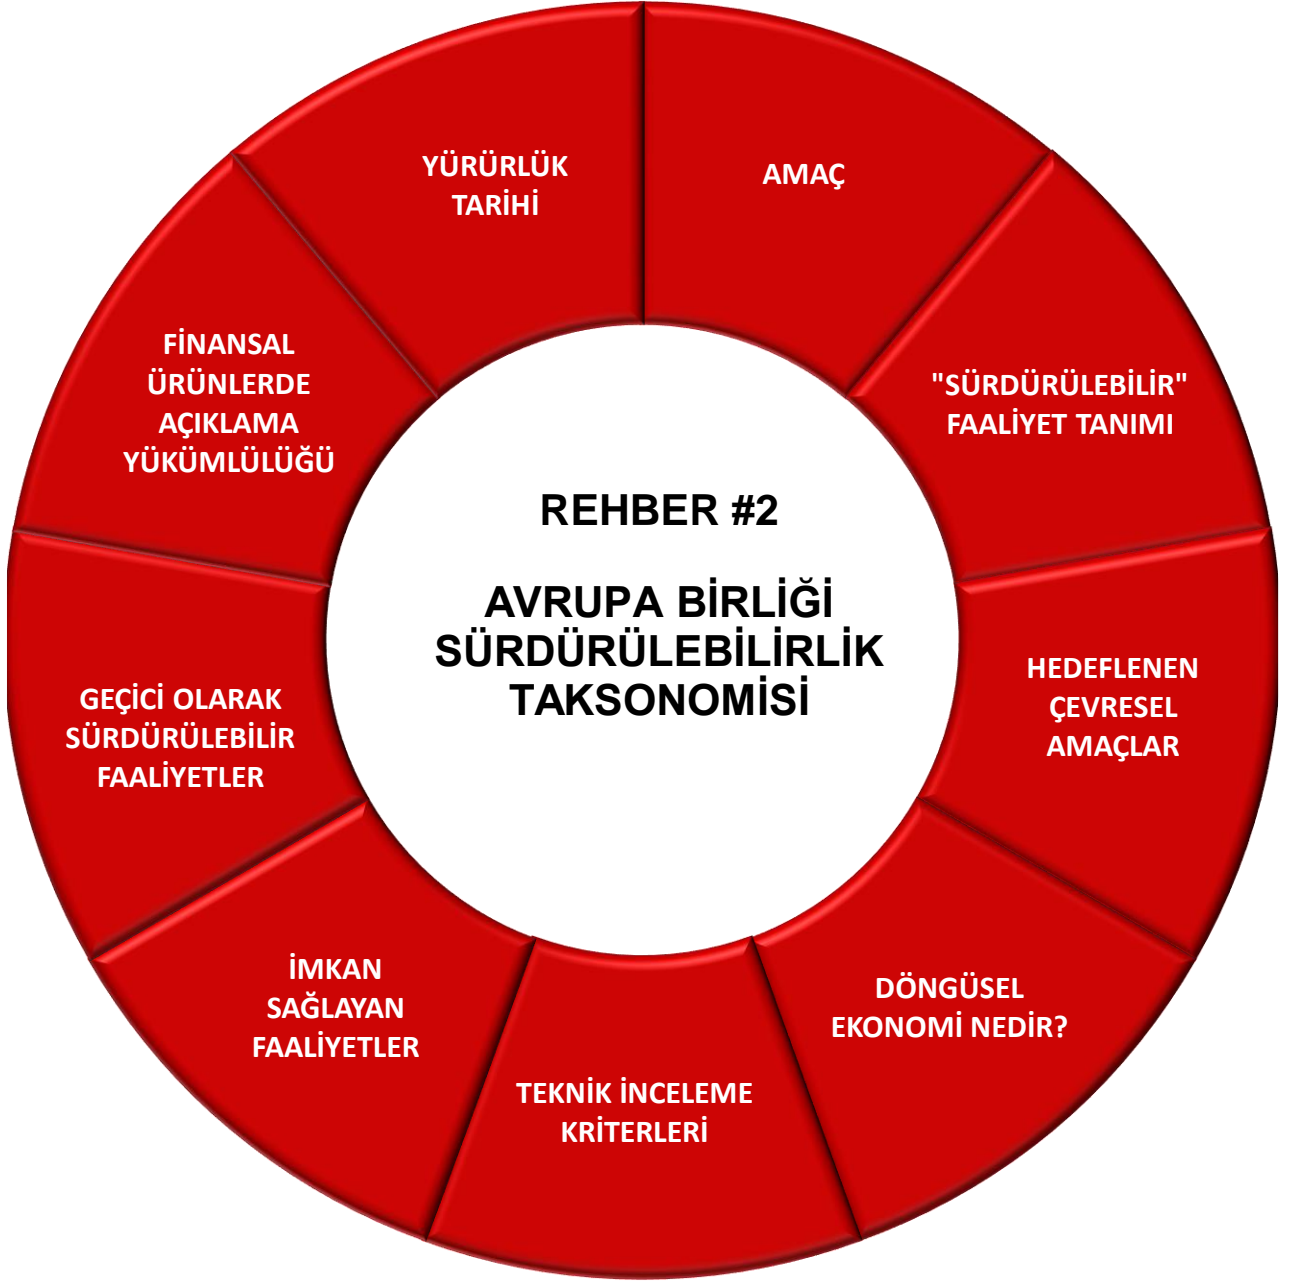 REHBER #2
AVRUPA BİRLİĞİ
SÜRDÜRÜLEBİLİRLİK
TAKSONOMİSİ
AMAÇ
"SÜRDÜRÜLEBİLİR"
FAALİYET TANIMI
HEDEFLENEN
ÇEVRESEL
AMAÇLAR
DÖNGÜSEL
EKONOMİ NEDİR?
TEKNİK İNCELEME
KRİTERLERİ
İMKAN
SAĞLAYAN
FAALİYETLER
GEÇİCİ OLARAK
SÜRDÜRÜLEBİLİR
FAALİYETLER
FİNANSAL
ÜRÜNLERDE
AÇIKLAMA
YÜKÜMLÜLÜĞÜ
YÜRÜRLÜK
TARİHİ